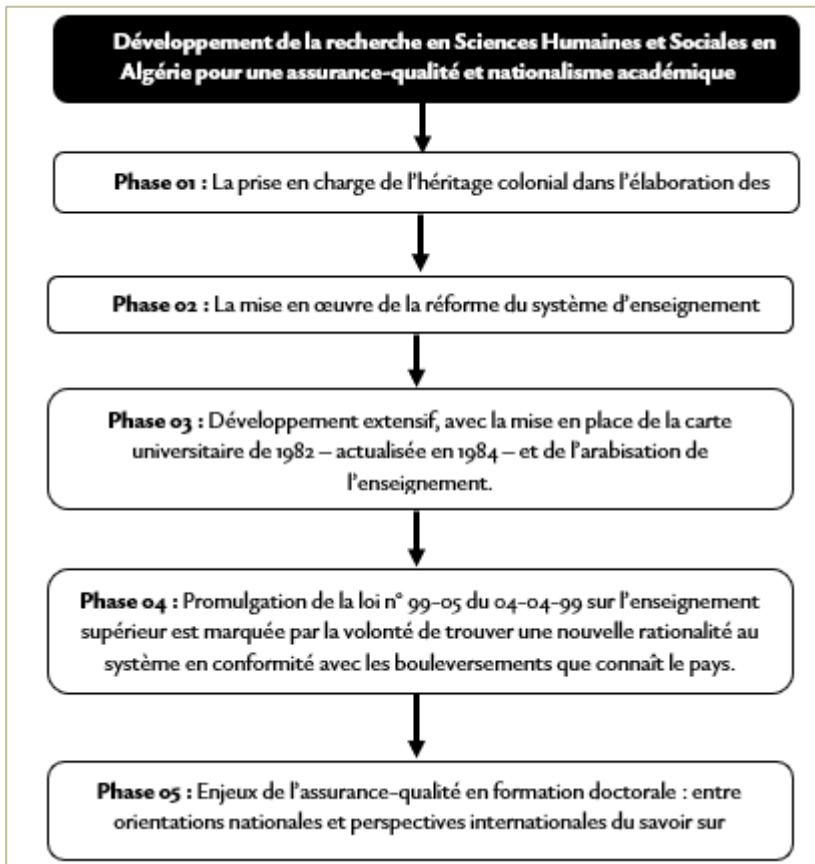 Développement de la recherche en Sciences Humaines et Sociales en
Algérie pour une assurance-qualité et nationalisme académique
Phase 01 : La prise en charge de l'héritage colonial dans l'élaboration des
Phase 02 : La mise en œuvre de la réforme du système d'enseignement
Phase 03 : Développement extensif, avec la mise en place de la carte
universitaire de 1982 – actualisée en 1984 – et de l'arabisation de
l'enseignement.
Phase 04 : Promulgation de la loi n° 99-05 du 04-04-99 sur l'enseignement
supérieur est marquée par la volonté de trouver une nouvelle rationalité au
système en conformité avec les bouleversements que connaît le pays.
Phase 05 : Enjeux de l'assurance-qualité en formation doctorale : entre
orientations nationales et perspectives internationales du savoir sur